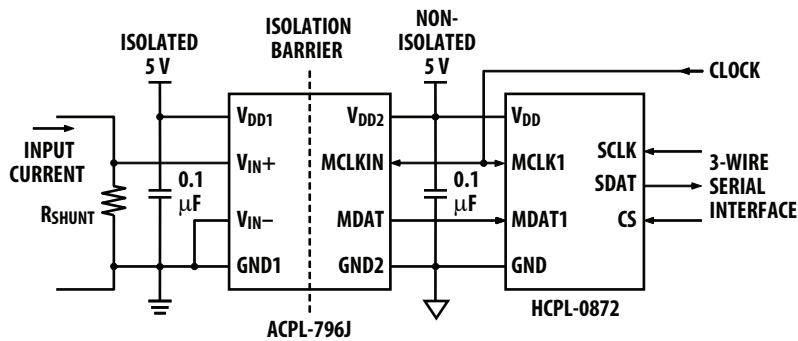 ISOLATED
5 V
ISOLATION
BARRIER
NON-
ISOLATED
5 V
CLOCK
INPUT
CURRENT
RSHUNT
0.1
μF
VDD1
VIN+
VIN−
GND1
VDD2
MCLKIN
MDAT
GND2
ACPL-796J
0.1
μF
VDD
MCLK1
MDAT1
GND
SCLK
SDAT
CS
HCPL-0872
3-WIRE
SERIAL
INTERFACE